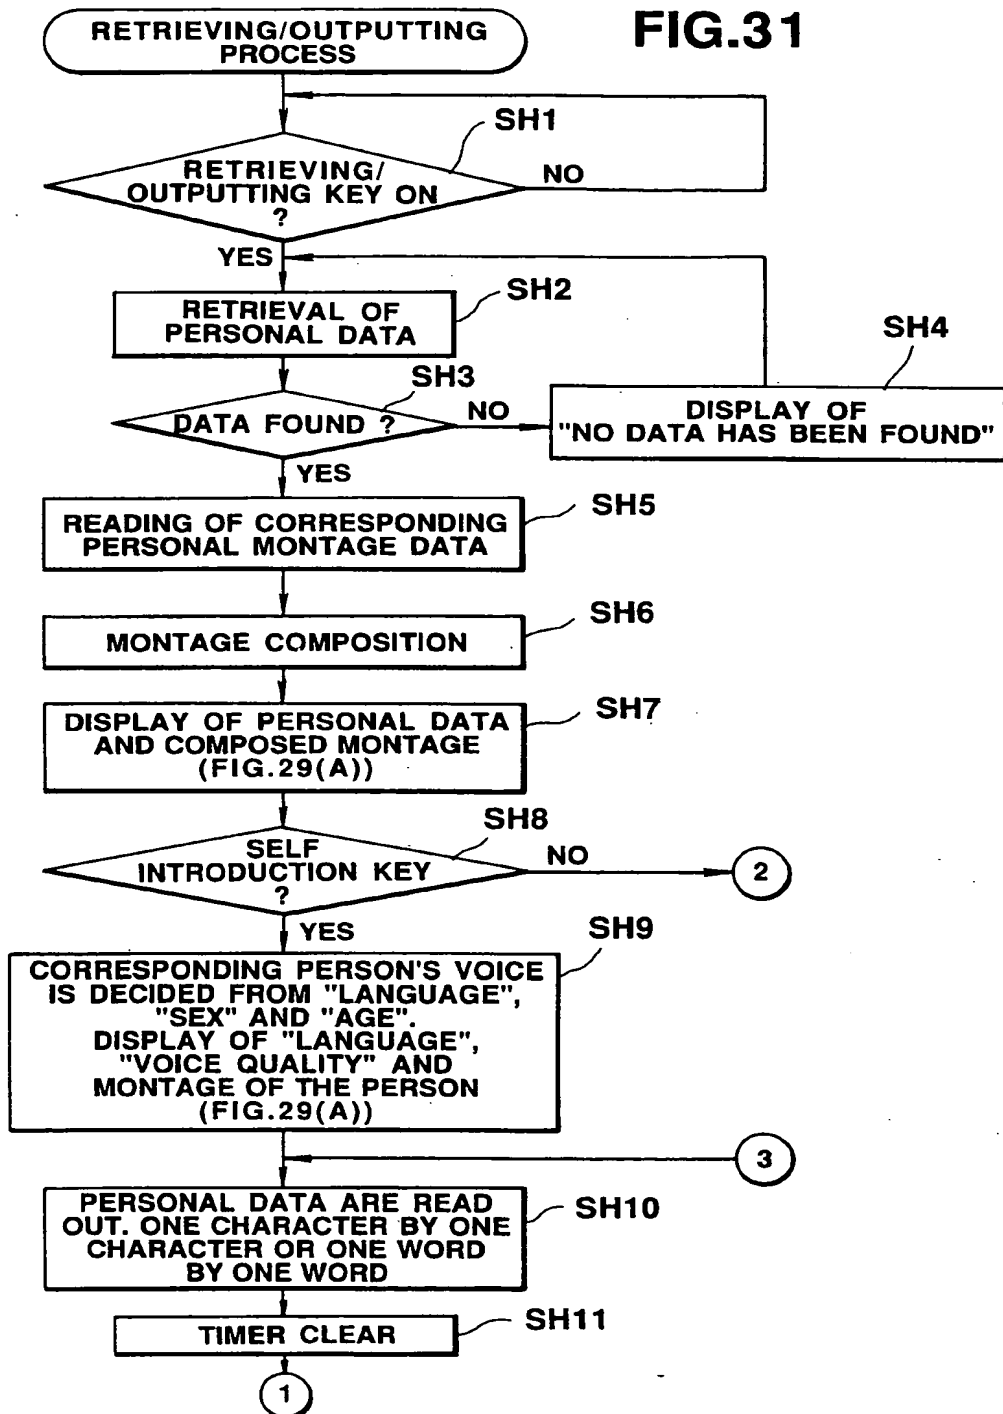 FIG.31
RETRIEVING/OUTPUTTING
PROCESS
SH1
RETRIEVING/
OUTPUTTING KEY ON
?
NO
YES
SH2
RETRIEVAL OF
PERSONAL DATA
SH4
SH3
DATA FOUND ?
NO
DISPLAY OF
"NO DATA HAS BEEN FOUND"
YES
SH5
READING OF CORRESPONDING
PERSONAL MONTAGE DATA
SH6
MONTAGE COMPOSITION
SH7
DISPLAY OF PERSONAL DATA
AND COMPOSED MONTAGE
(FIG.29(A))
SH8
SELF
INTRODUCTION KEY
?
NO
2
YES
SH9
CORRESPONDING PERSON'S VOICE
IS DECIDED FROM "LANGUAGE",
"SEX" AND "AGE".
DISPLAY OF "LANGUAGE",
"VOICE QUALITY" AND
MONTAGE OF THE PERSON
(FIG.29(A))
3
SH10
PERSONAL DATA ARE READ
OUT. ONE CHARACTER BY ONE
CHARACTER OR ONE WORD
BY ONE WORD
SH11
TIMER CLEAR
1